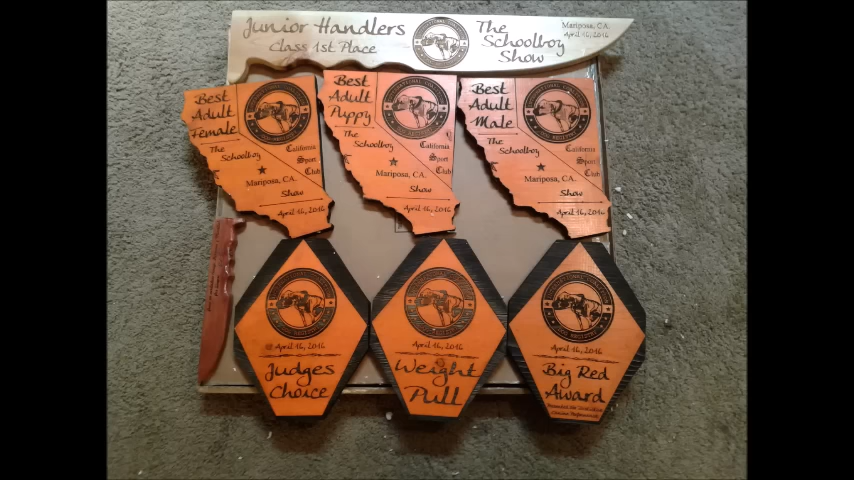 Junior Handlers
Class 1st Place
The
Schoolboy
Show
Mariposa, CA.
April 16, 2016
Best
Adult
Female
The
Schoolboy
California
Sport
Club
Mariposa, CA.
Show
April 16, 2016
Best
Adult
Puppy
The
Schoolboy
California
Sport
Club
Mariposa, CA.
Show
April 16, 2016
Best
Adult
Male
The
Schoolboy
California
Sport
Club
Mariposa, CA.
Show
April 16, 2016
April 16, 2016
Judges
Choice
April 16, 2016
Weight
Pull
April 16, 2016
Big Red
Award